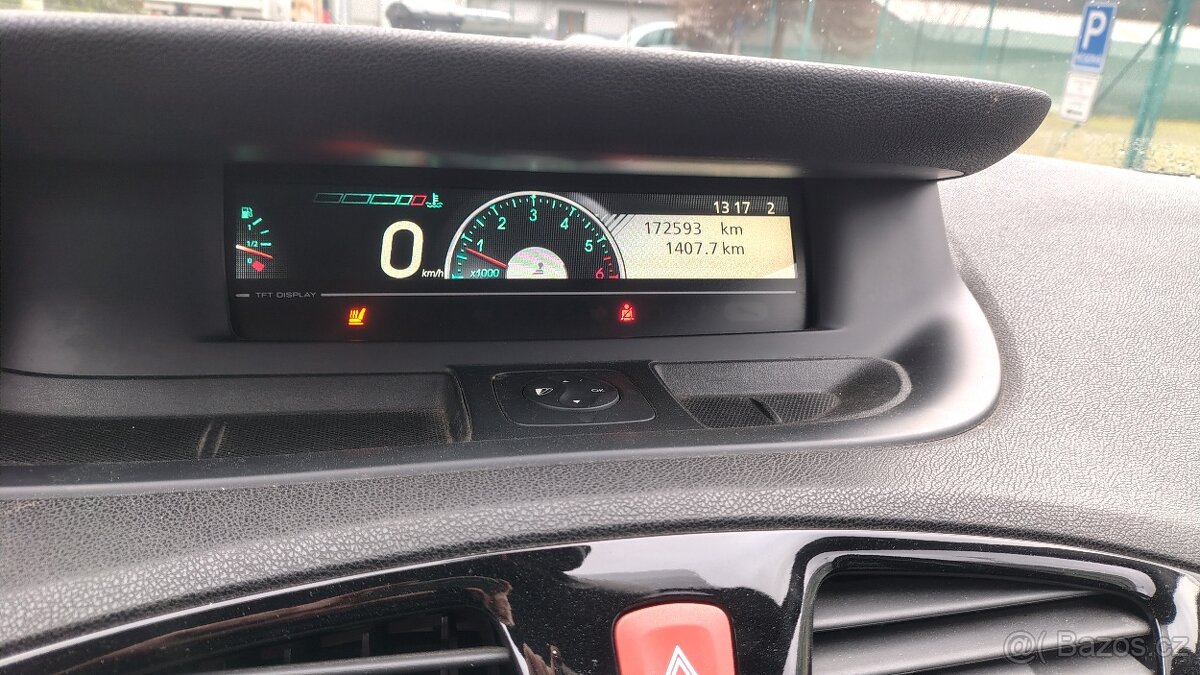 P
13 17 2
172593 km
1407.7 km
1/2
0
0 km/h
1 2 3 4 5 6
x1000
TFT DISPLAY
OK
Bazos.cz